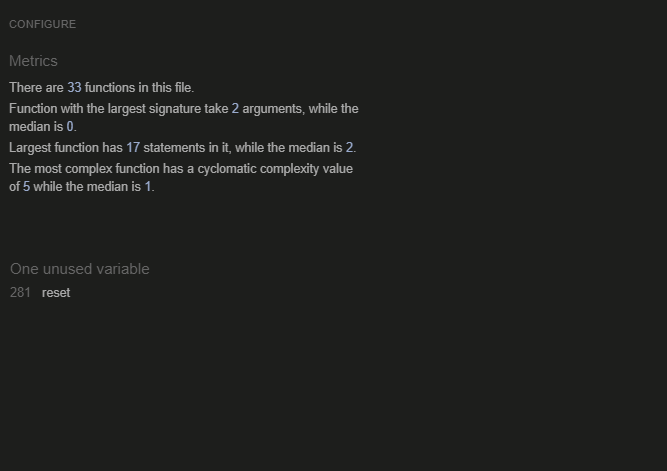 CONFIGURE
Metrics
There are 33 functions in this file.
Function with the largest signature take 2 arguments, while the
median is 0.
Largest function has 17 statements in it, while the median is 2.
The most complex function has a cyclomatic complexity value
of 5 while the median is 1.
One unused variable
281 reset